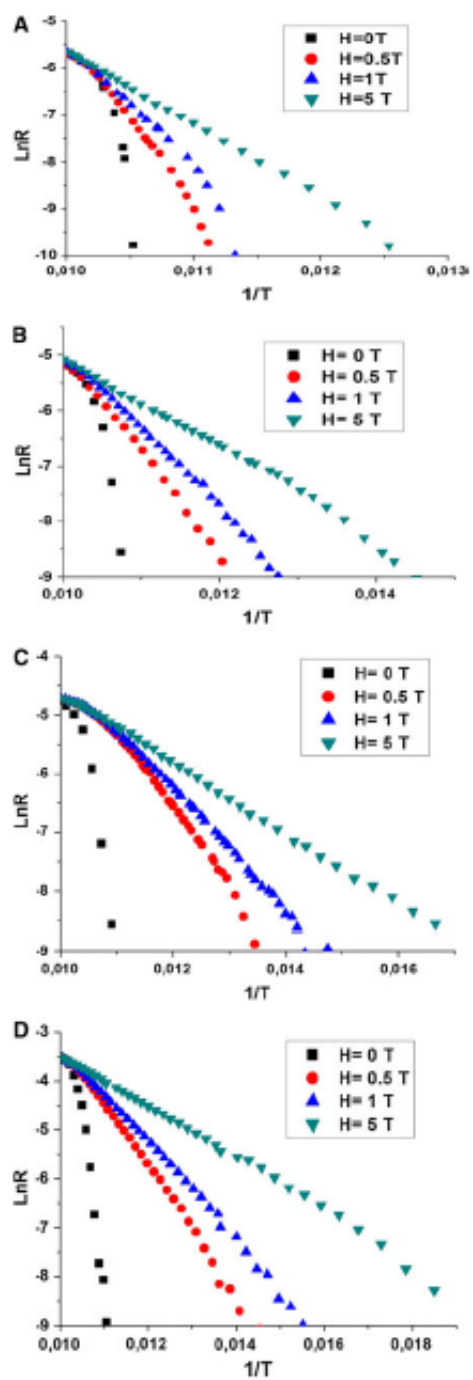 A
-5
-6
-7
-8
-9
-10
LnR
H=0T
H=0.5T
H=1T
H=5 T
0,010
0,011
0,012
0,013
1/T
B
-5
-6
-7
-8
-9
LnR
H= 0 T
H= 0.5 T
H= 1 T
H= 5 T
0,010
0,012
0,014
1/T
C
-4
-5
-6
-7
-8
-9
LnR
H= 0 T
H= 0.5 T
H= 1 T
H= 5 T
0,010
0,012
0,014
0,016
1/T
D
-3
-4
-5
-6
-7
-8
-9
LnR
H= 0 T
H= 0.5 T
H= 1 T
H= 5 T
0,010
0,012
0,014
0,016
0,018
1/T